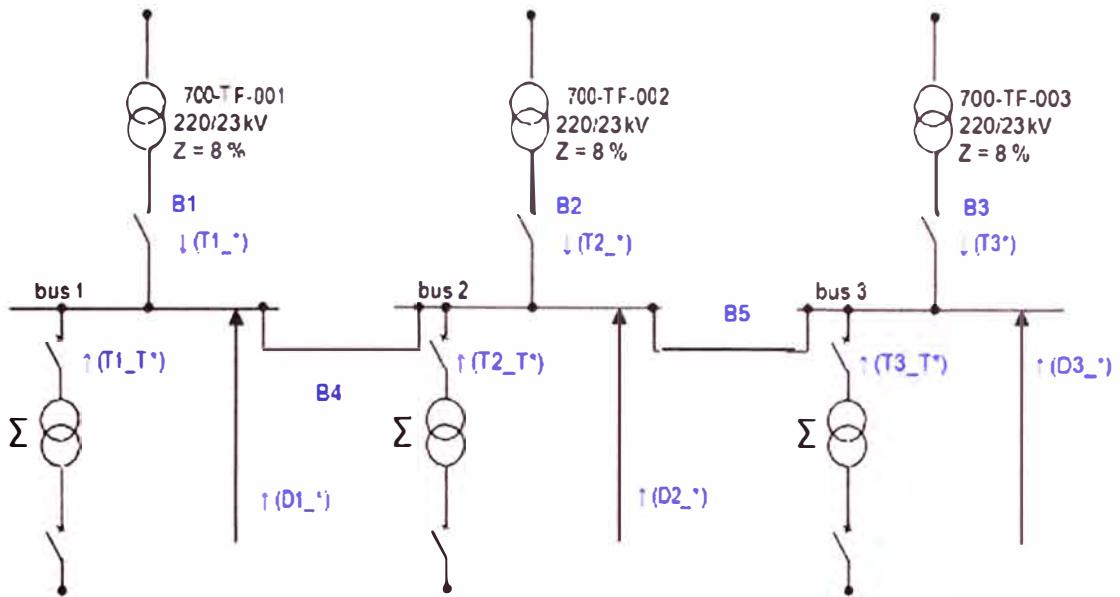 700-TF-001
220/23kV
Z = 8 %
700-TF-002
220/23kV
Z = 8 %
700-TF-003
220/23kV
Z = 8 %
B1
↓ (T1_*)
B2
↓ (T2_*)
B3
↓ (T3*)
bus 1
bus 2
bus 3
B5
↑ (T1_T*)
↑ (T2_T*)
↑ (T3_T*)
↑ (D3_*)
B4
Σ
Σ
Σ
↑ (D1_*)
↑ (D2_*)